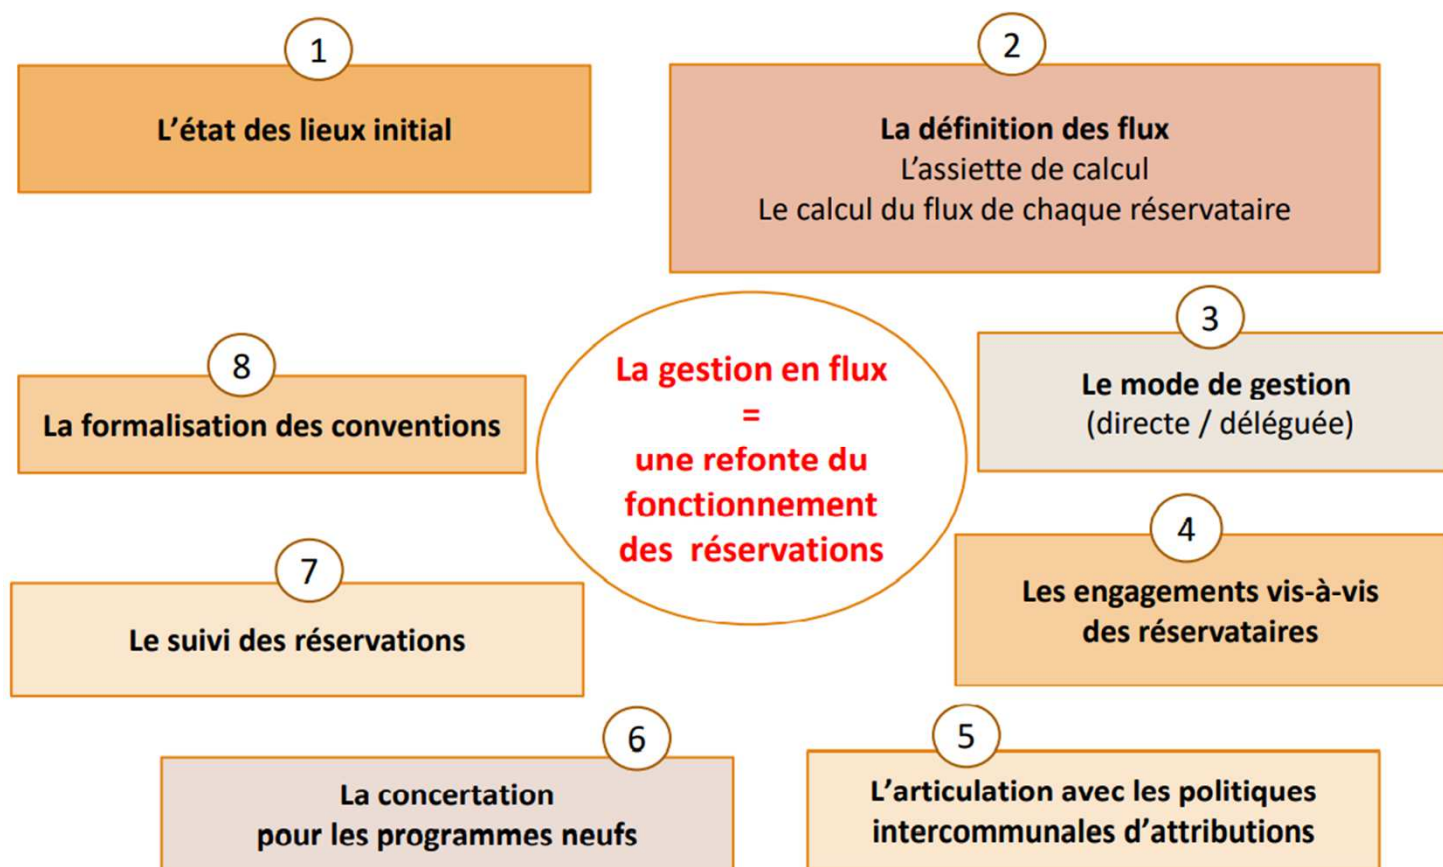 1
L'état des lieux initial
2
La définition des flux
L'assiette de calcul
Le calcul du flux de chaque réservataire
3
Le mode de gestion
(directe / déléguée)
4
Les engagements vis-à-vis
des réservataires
5
L'articulation avec les politiques
intercommunales d'attributions
6
La concertation
pour les programmes neufs
7
Le suivi des réservations
8
La formalisation des conventions
La gestion en flux
=
une refonte du
fonctionnement
des réservations